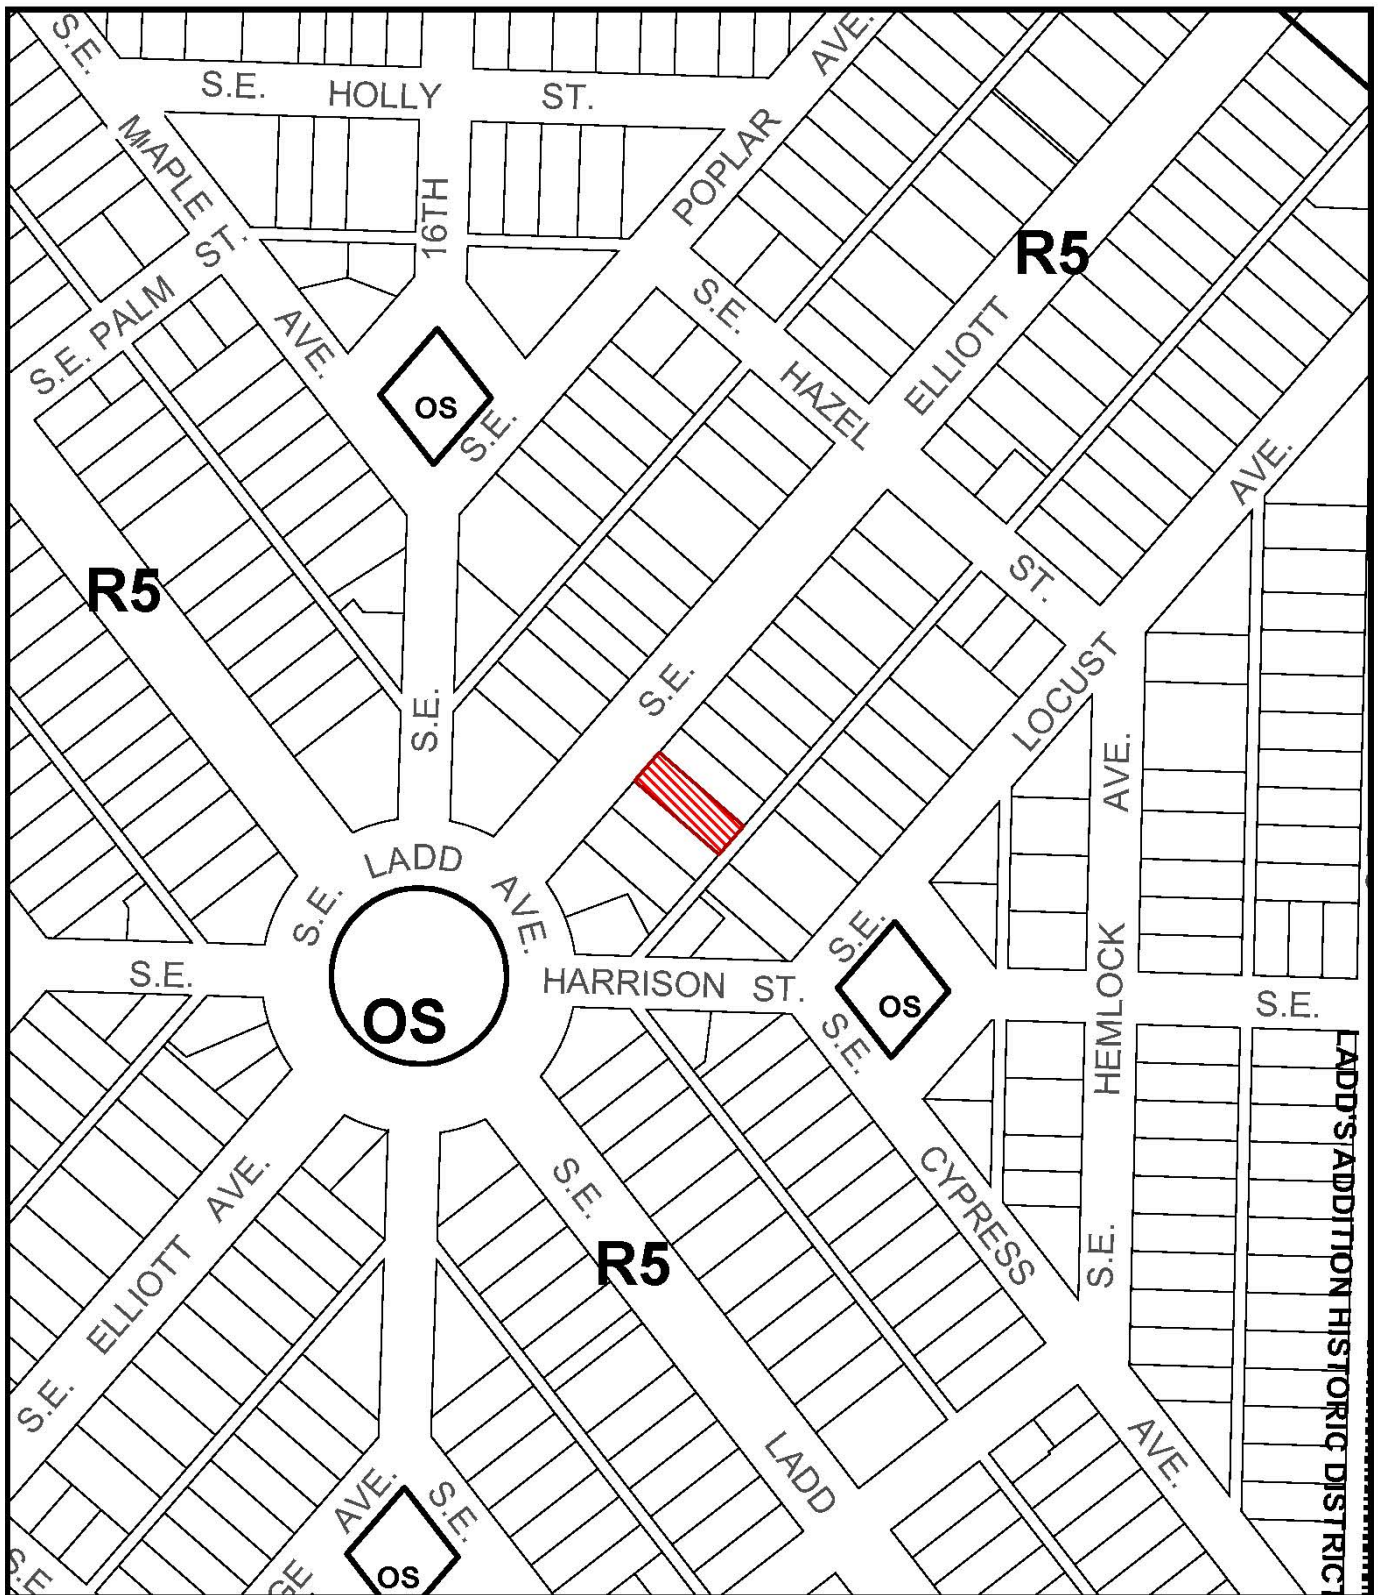 S.E.
MAPLE
AVE.
S.E. HOLLY ST.
16TH
S.E.
AVE.
POPLAR
S.E.
S.E. PALM ST.
OS
S.E.
HAZEL
ST.
R5
ELLIOTT
S.E.
AVE.
LOCUST
S.E.
R5
AVE.
HEMLOCK
S.E.
S.E.
LADD
AVE.
OS
S.E.
HARRISON ST.
OS
S.E.
S.E.
CYPRESS
AVE.
S.E.
LADD
R5
AVE.
ELLIOTT
S.E.
AVE.
S.E.
OS
S.E.
GE
LADD'S ADDITION HISTORIC DISTRICT